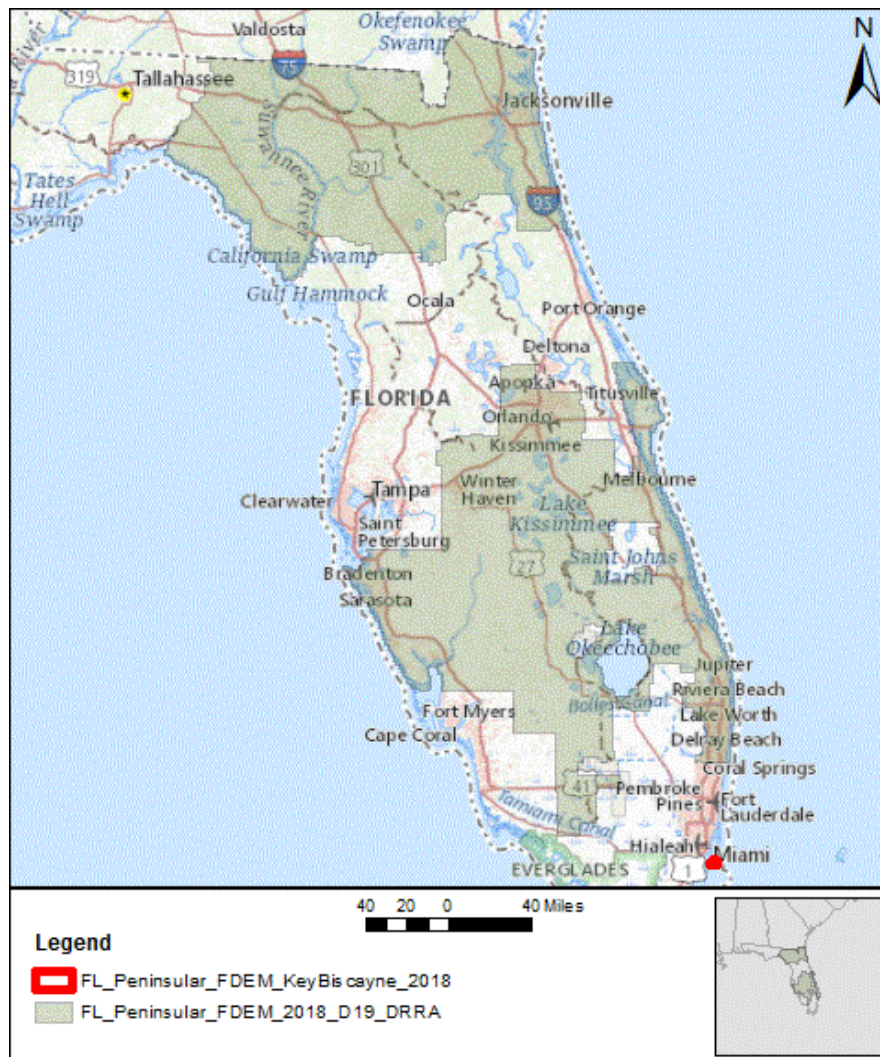 Okefenokee
Swamp
N
Valdosta
River
a River
319
Tallahassee
75
Jacksonville
Suwannee River
301
Tates
Hell
Swamp
95
California Swamp
Gulf Hammock
Ocala
Port Orange
Deltona
Apopka
Titusville
FLORIDA
Orlando
Kissimmee
Melbourne
Winter
Haven
Tampa
Clearwater
Lake
Kissimmee
Saint
Petersburg
Saint Johns
Marsh
27
Bradenton
Sarasota
Lake
Okeechobee
Jupiter
Riviera Beach
Bolles Canal
Fort Myers
Lake Worth
Cape Coral
Delray Beach
Coral Springs
41
Pembroke
Pines
Fort
Lauderdale
Tamiami Canal
Hialeah
Miami
EVERGLADES
1
40 20 0 40 Miles
Legend
FL_Peninsular_FDEM_KeyBiscayne_2018
FL_Peninsular_FDEM_2018_D19_DRRA